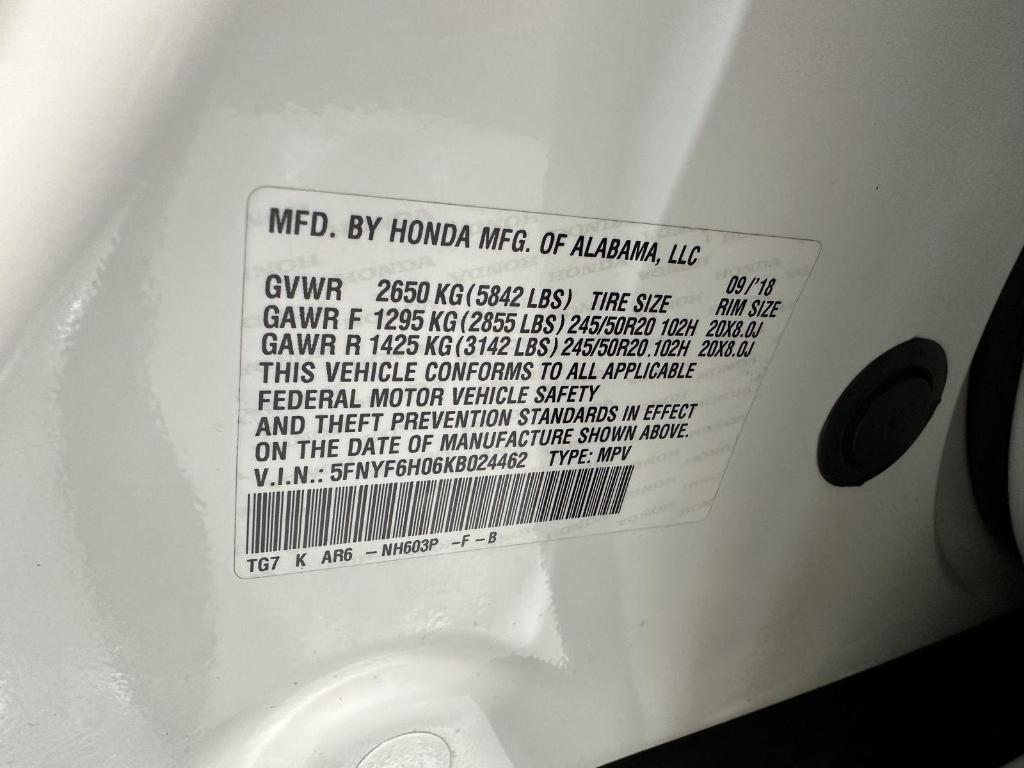 MFD. BY HONDA MFG. OF ALABAMA, LLC
09/'18
GVWR 2650 KG (5842 LBS) TIRE SIZE RIM SIZE
GAWR F 1295 KG (2855 LBS) 245/50R20 102H 20X8.0J
GAWR R 1425 KG (3142 LBS) 245/50R20 102H 20X8.0J
THIS VEHICLE CONFORMS TO ALL APPLICABLE
FEDERAL MOTOR VEHICLE SAFETY
AND THEFT PREVENTION STANDARDS IN EFFECT
ON THE DATE OF MANUFACTURE SHOWN ABOVE.
V.I.N.: 5FNYF6H06KB024462 TYPE: MPV
TG7 K AR6 -NH603P -F-B